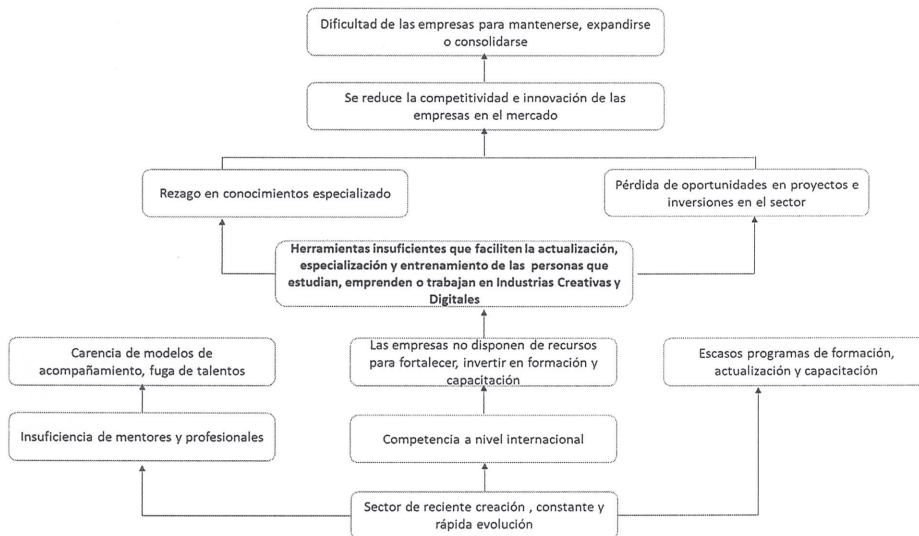 Dificultad de las empresas para mantenerse, expandirse
o consolidarse
Se reduce la competitividad e innovación de las
empresas en el mercado
Rezago en conocimientos especializado
Pérdida de oportunidades en proyectos e
inversiones en el sector
Herramientas insuficientes que faciliten la actualización,
especialización y entrenamiento de las personas que
estudian, emprenden o trabajan en Industrias Creativas y
Digitales
Carencia de modelos de
acompañamiento, fuga de talentos
Las empresas no disponen de recursos
para fortalecer, invertir en formación y
capacitación
Escasos programas de formación,
actualización y capacitación
Insuficiencia de mentores y profesionales
Competencia a nivel internacional
Sector de reciente creación , constante y
rápida evolución